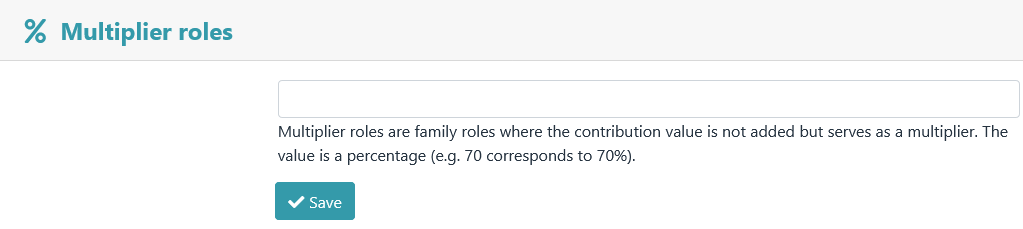 % Multiplier roles
Multiplier roles are family roles where the contribution value is not added but serves as a multiplier. The
value is a percentage (e.g. 70 corresponds to 70%).
Save